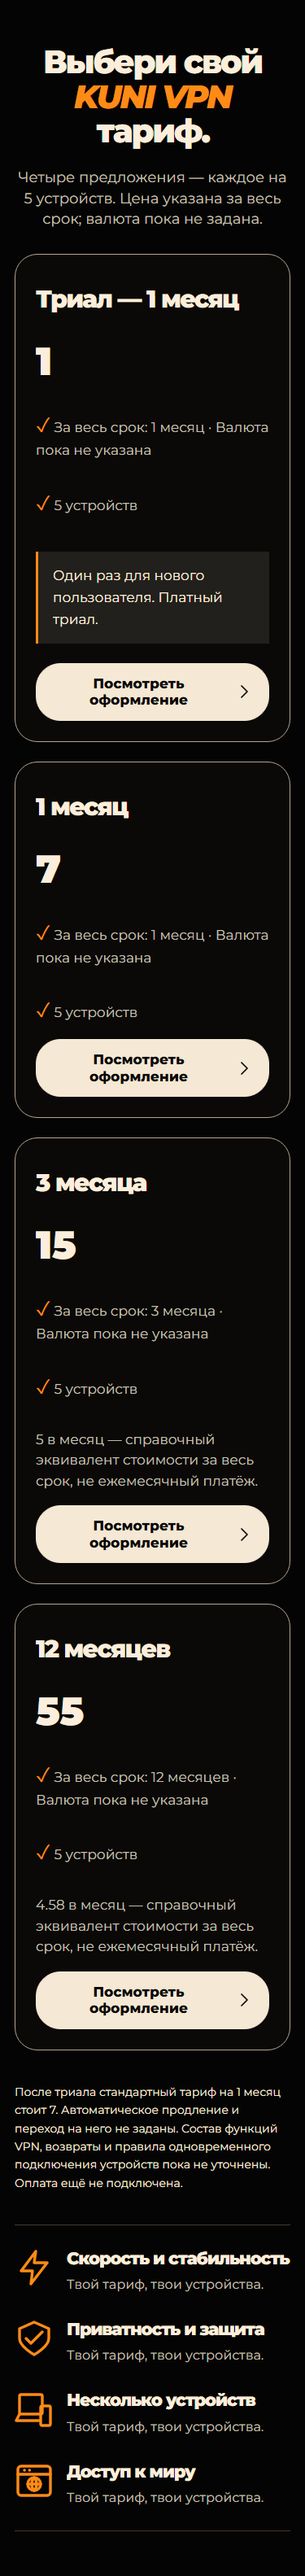 Выбери свой
KUNI VPN
тариф.
Четыре предложения — каждое на
5 устройств. Цена указана за весь
срок; валюта пока не задана.
Триал — 1 месяц
1
✓ За весь срок: 1 месяц · Валюта
пока не указана
✓ 5 устройств
Один раз для нового
пользователя. Платный
триал.
Посмотреть
оформление
1 месяц
7
✓ За весь срок: 1 месяц · Валюта
пока не указана
✓ 5 устройств
Посмотреть
оформление
3 месяца
15
✓ За весь срок: 3 месяца ·
Валюта пока не указана
✓ 5 устройств
5 в месяц — справочный
эквивалент стоимости за весь
срок, не ежемесячный платёж.
Посмотреть
оформление
12 месяцев
55
✓ За весь срок: 12 месяцев ·
Валюта пока не указана
✓ 5 устройств
4.58 в месяц — справочный
эквивалент стоимости за весь
срок, не ежемесячный платёж.
Посмотреть
оформление
После триала стандартный тариф на 1 месяц
стоит 7. Автоматическое продление и
переход на него не заданы. Состав функций
VPN, возвраты и правила одновременного
подключения устройств пока не уточнены.
Оплата ещё не подключена.
Скорость и стабильность
Твой тариф, твои устройства.
Приватность и защита
Твой тариф, твои устройства.
Несколько устройств
Твой тариф, твои устройства.
Доступ к миру
Твой тариф, твои устройства.